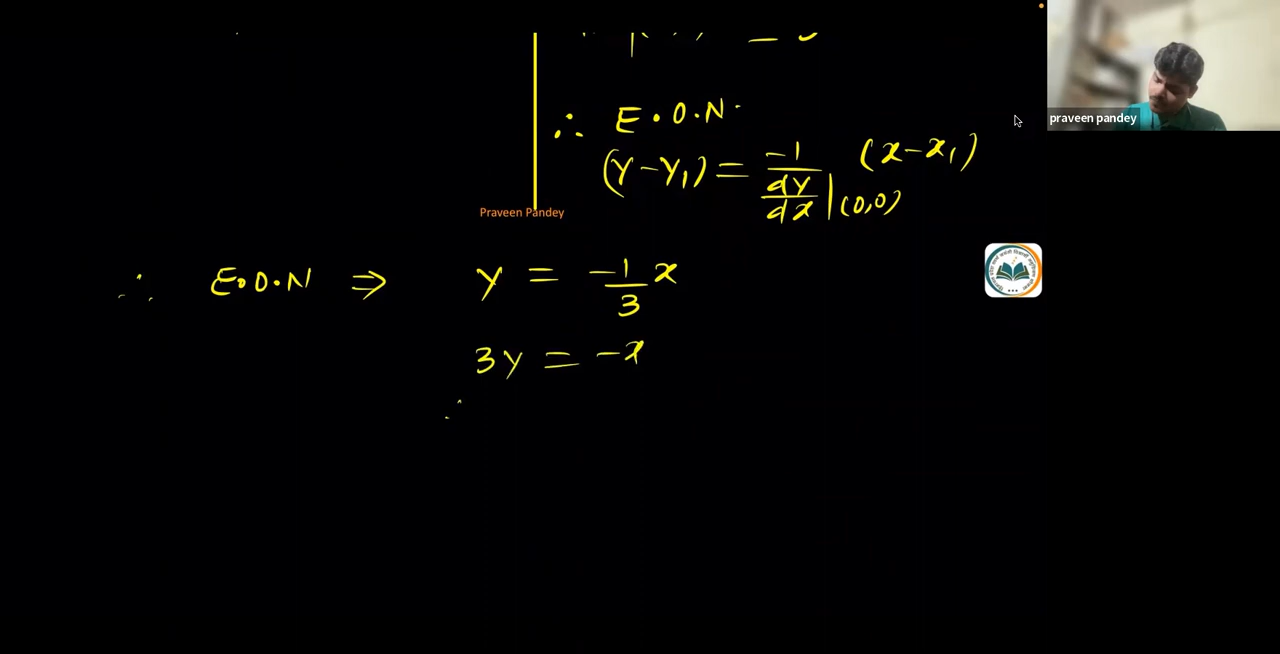 praveen pandey
∴ E.O.N.
(Y-Y₁) = -1/(dy/dx)|(0,0) (x-x₁)
Praveen Pandey
∴ E.O.N ⇒ y = -1/3 x
3y = -x